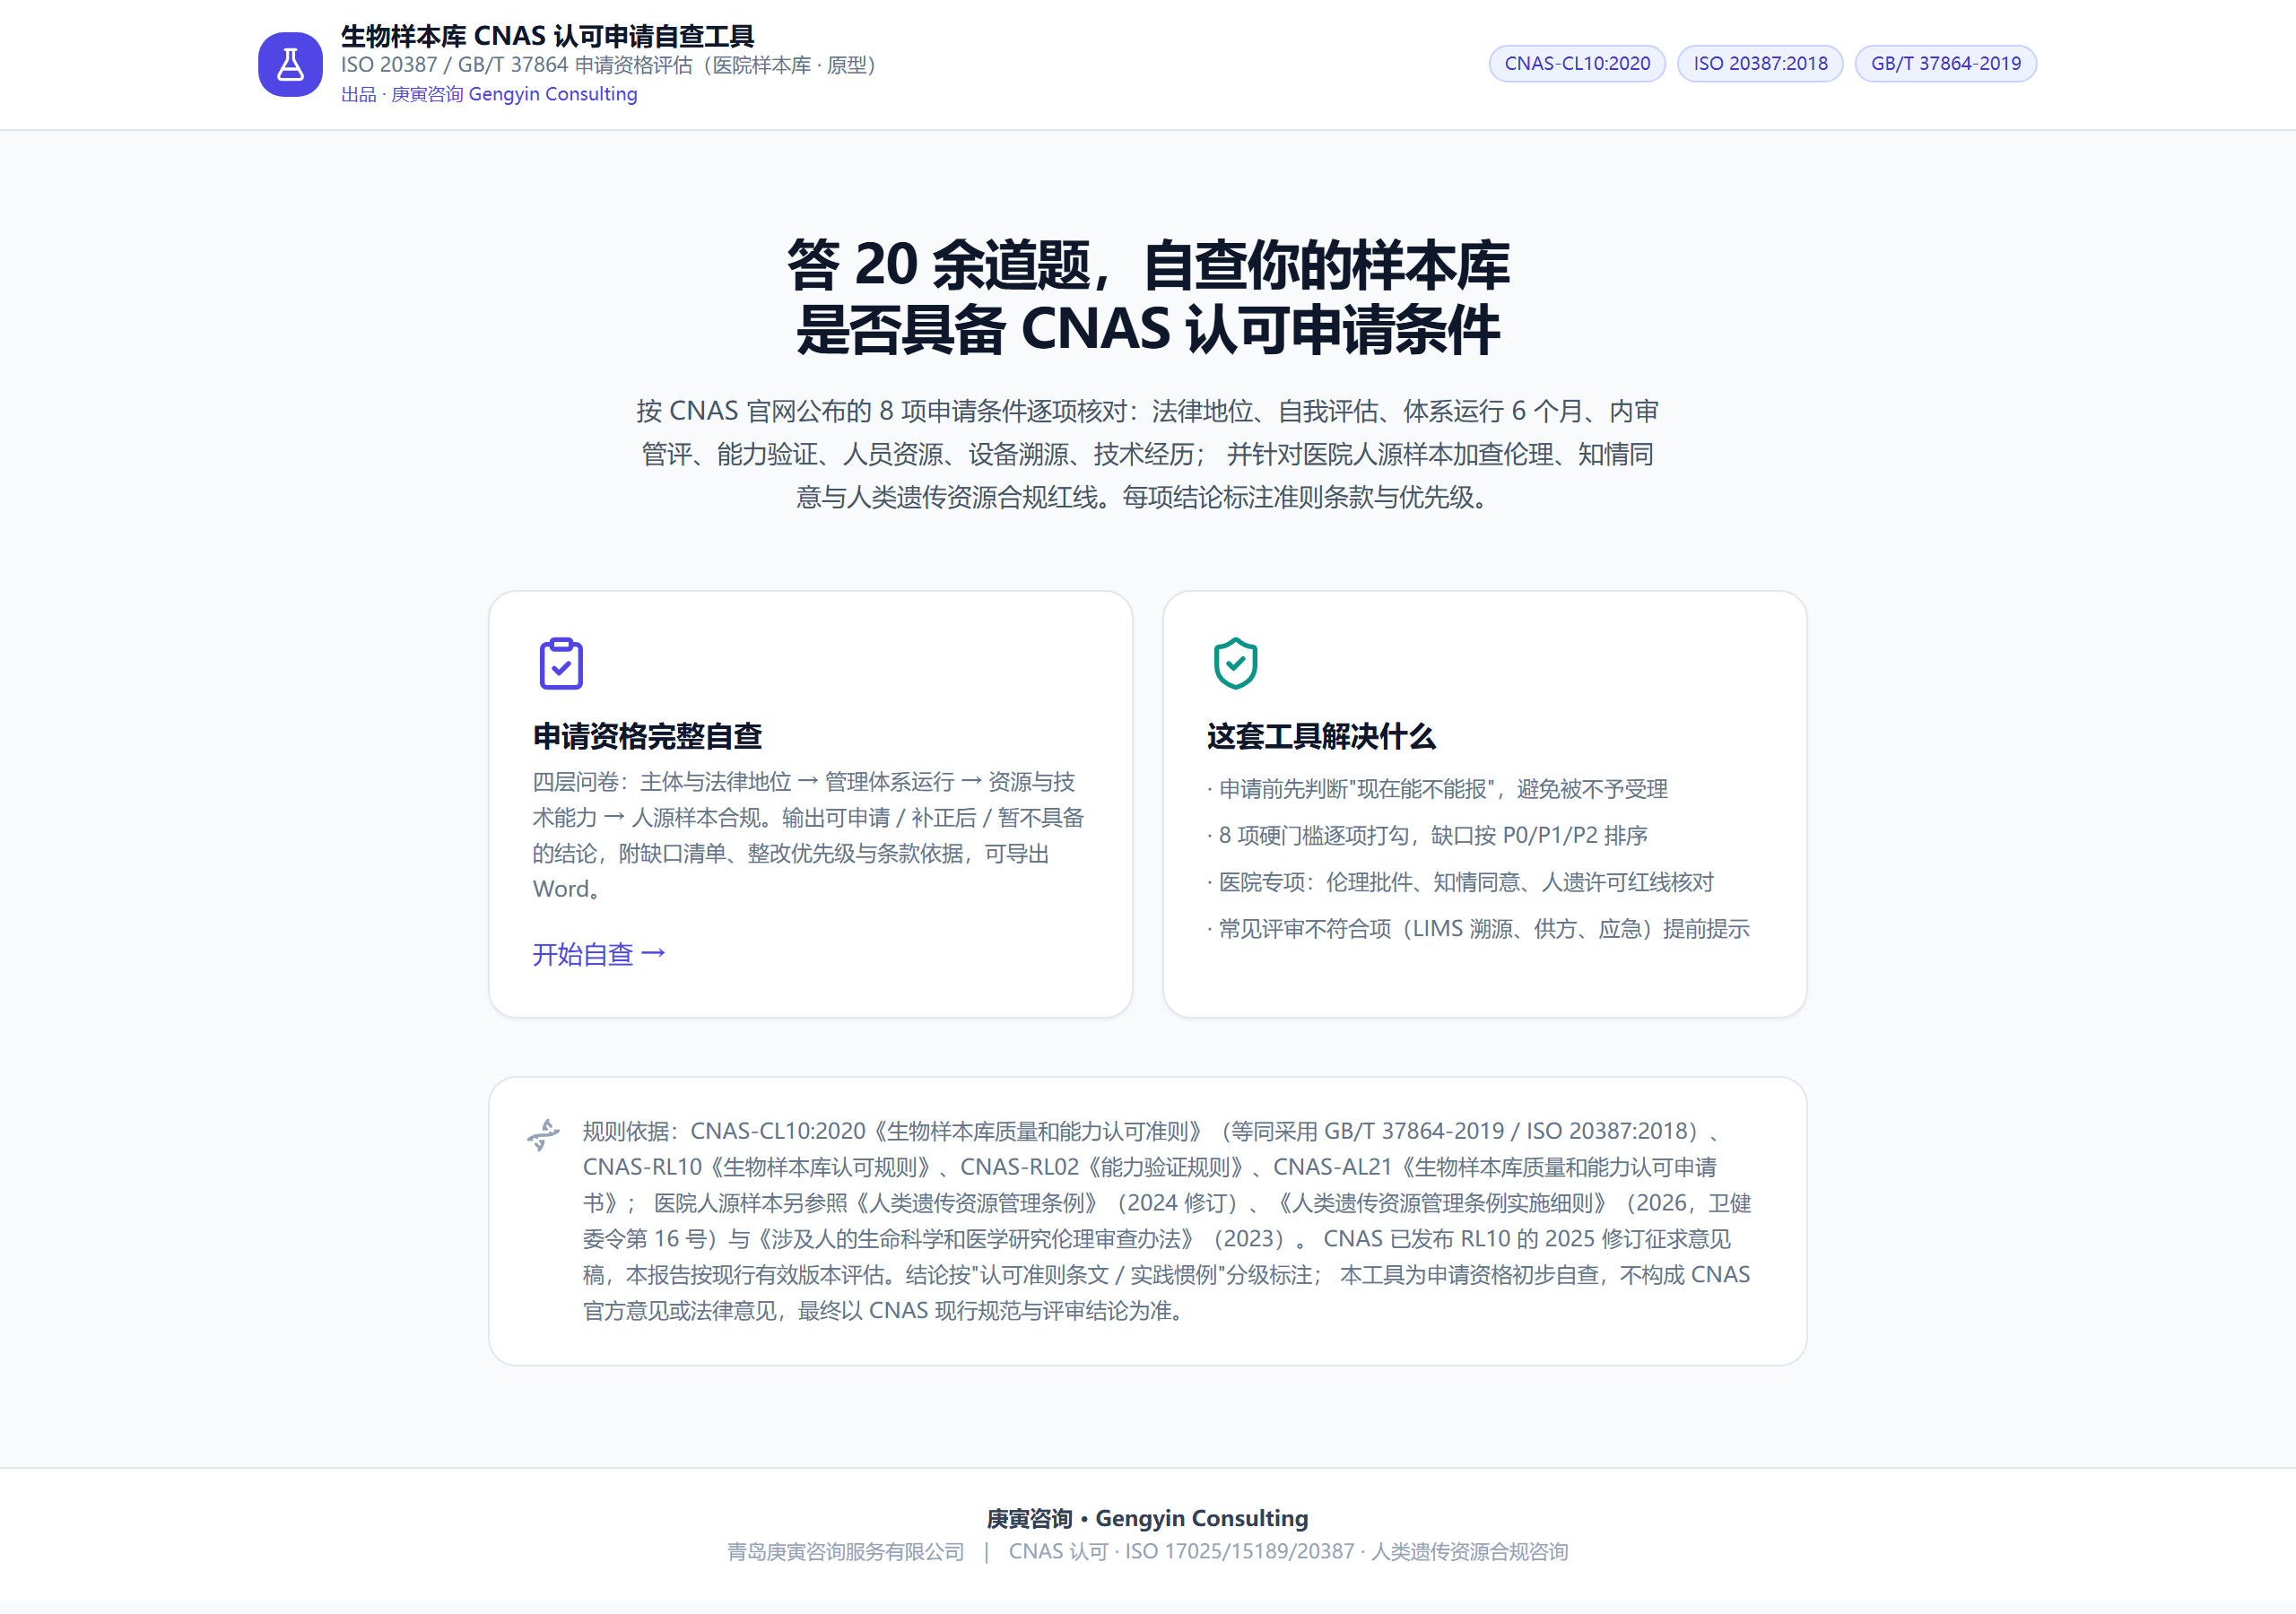 生物样本库 CNAS 认可申请自查工具
ISO 20387 / GB/T 37864 申请资格评估（医院样本库 · 原型）
出品 · 庚寅咨询 Gengyin Consulting
CNAS-CL10:2020
ISO 20387:2018
GB/T 37864-2019
答 20 余道题，自查你的样本库
是否具备 CNAS 认可申请条件
按 CNAS 官网公布的 8 项申请条件逐项核对：法律地位、自我评估、体系运行 6 个月、内审
管评、能力验证、人员资源、设备溯源、技术经历； 并针对医院人源样本加查伦理、知情同
意与人类遗传资源合规红线。每项结论标注准则条款与优先级。
申请资格完整自查
四层问卷：主体与法律地位 → 管理体系运行 → 资源与技
术能力 → 人源样本合规。输出可申请 / 补正后 / 暂不具备
的结论，附缺口清单、整改优先级与条款依据，可导出
Word。
开始自查 →
这套工具解决什么
· 申请前先判断"现在能不能报"，避免被不予受理
· 8 项硬门槛逐项打勾，缺口按 P0/P1/P2 排序
· 医院专项：伦理批件、知情同意、人遗许可红线核对
· 常见评审不符合项（LIMS 溯源、供方、应急）提前提示
规则依据：CNAS-CL10:2020《生物样本库质量和能力认可准则》（等同采用 GB/T 37864-2019 / ISO 20387:2018）、
CNAS-RL10《生物样本库认可规则》、CNAS-RL02《能力验证规则》、CNAS-AL21《生物样本库质量和能力认可申请
书》； 医院人源样本另参照《人类遗传资源管理条例》（2024 修订）、《人类遗传资源管理条例实施细则》（2026，卫健
委令第 16 号）与《涉及人的生命科学和医学研究伦理审查办法》（2023）。 CNAS 已发布 RL10 的 2025 修订征求意见
稿，本报告按现行有效版本评估。结论按"认可准则条文 / 实践惯例"分级标注； 本工具为申请资格初步自查，不构成 CNAS
官方意见或法律意见，最终以 CNAS 现行规范与评审结论为准。
庚寅咨询 • Gengyin Consulting
青岛庚寅咨询服务有限公司 ｜ CNAS 认可 · ISO 17025/15189/20387 · 人类遗传资源合规咨询